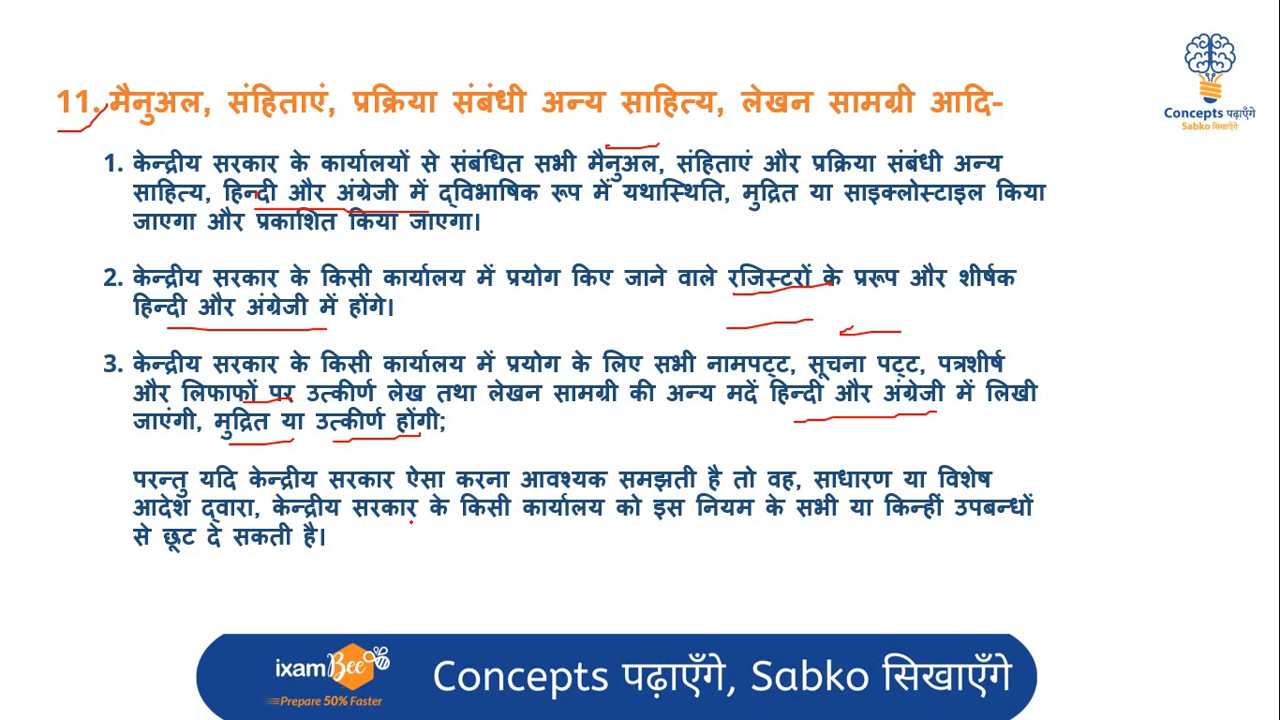 Concepts पढ़ाएँगे
Sabko सिखाएँगे
11. मैनुअल, संहिताएं, प्रक्रिया संबंधी अन्य साहित्य, लेखन सामग्री आदि-
1. केन्द्रीय सरकार के कार्यालयों से संबंधित सभी मैनुअल, संहिताएं और प्रक्रिया संबंधी अन्य
साहित्य, हिन्दी और अंग्रेजी में द्विभाषिक रूप में यथास्थिति, मुद्रित या साइक्लोस्टाइल किया
जाएगा और प्रकाशित किया जाएगा।
2. केन्द्रीय सरकार के किसी कार्यालय में प्रयोग किए जाने वाले रजिस्टरों के प्ररूप और शीर्षक
हिन्दी और अंग्रेजी में होंगे।
3. केन्द्रीय सरकार के किसी कार्यालय में प्रयोग के लिए सभी नामपट्ट, सूचना पट्ट, पत्रशीर्ष
और लिफाफों पर उत्कीर्ण लेख तथा लेखन सामग्री की अन्य मदें हिन्दी और अंग्रेजी में लिखी
जाएंगी, मुद्रित या उत्कीर्ण होंगी;
परन्तु यदि केन्द्रीय सरकार ऐसा करना आवश्यक समझती है तो वह, साधारण या विशेष
आदेश द्वारा, केन्द्रीय सरकार के किसी कार्यालय को इस नियम के सभी या किन्हीं उपबन्धों
से छूट दे सकती है।
ixamBee
Prepare 50% Faster
Concepts पढ़ाएँगे, Sabko सिखाएँगे